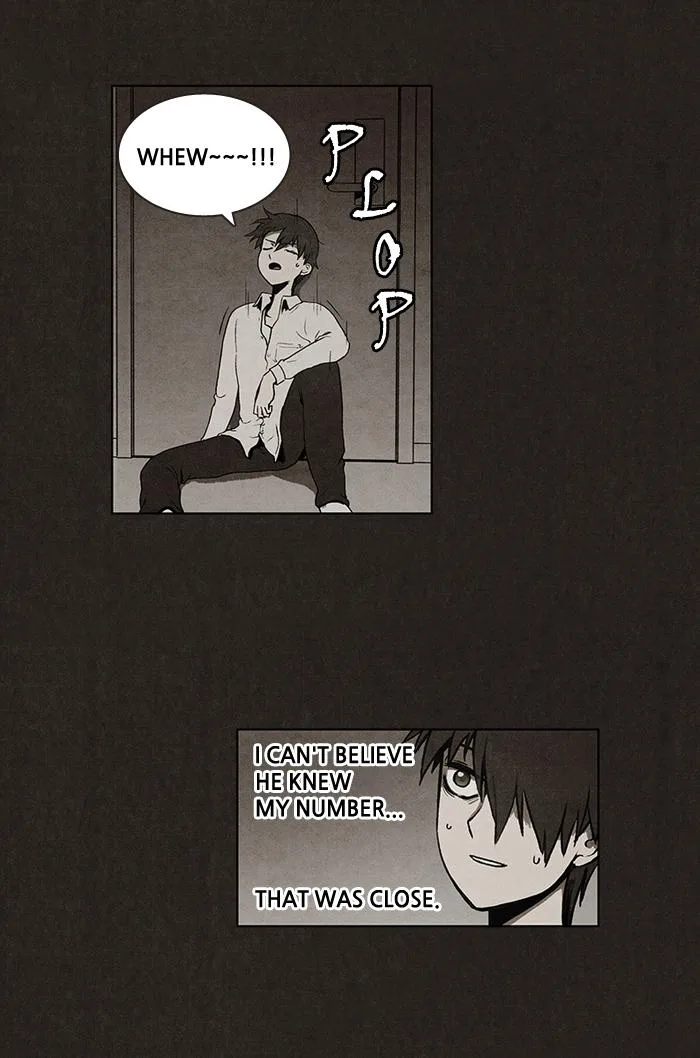 WHEW~~~!!!
PLOP
I CAN'T BELIEVE
HE KNEW
MY NUMBER...
THAT WAS CLOSE.